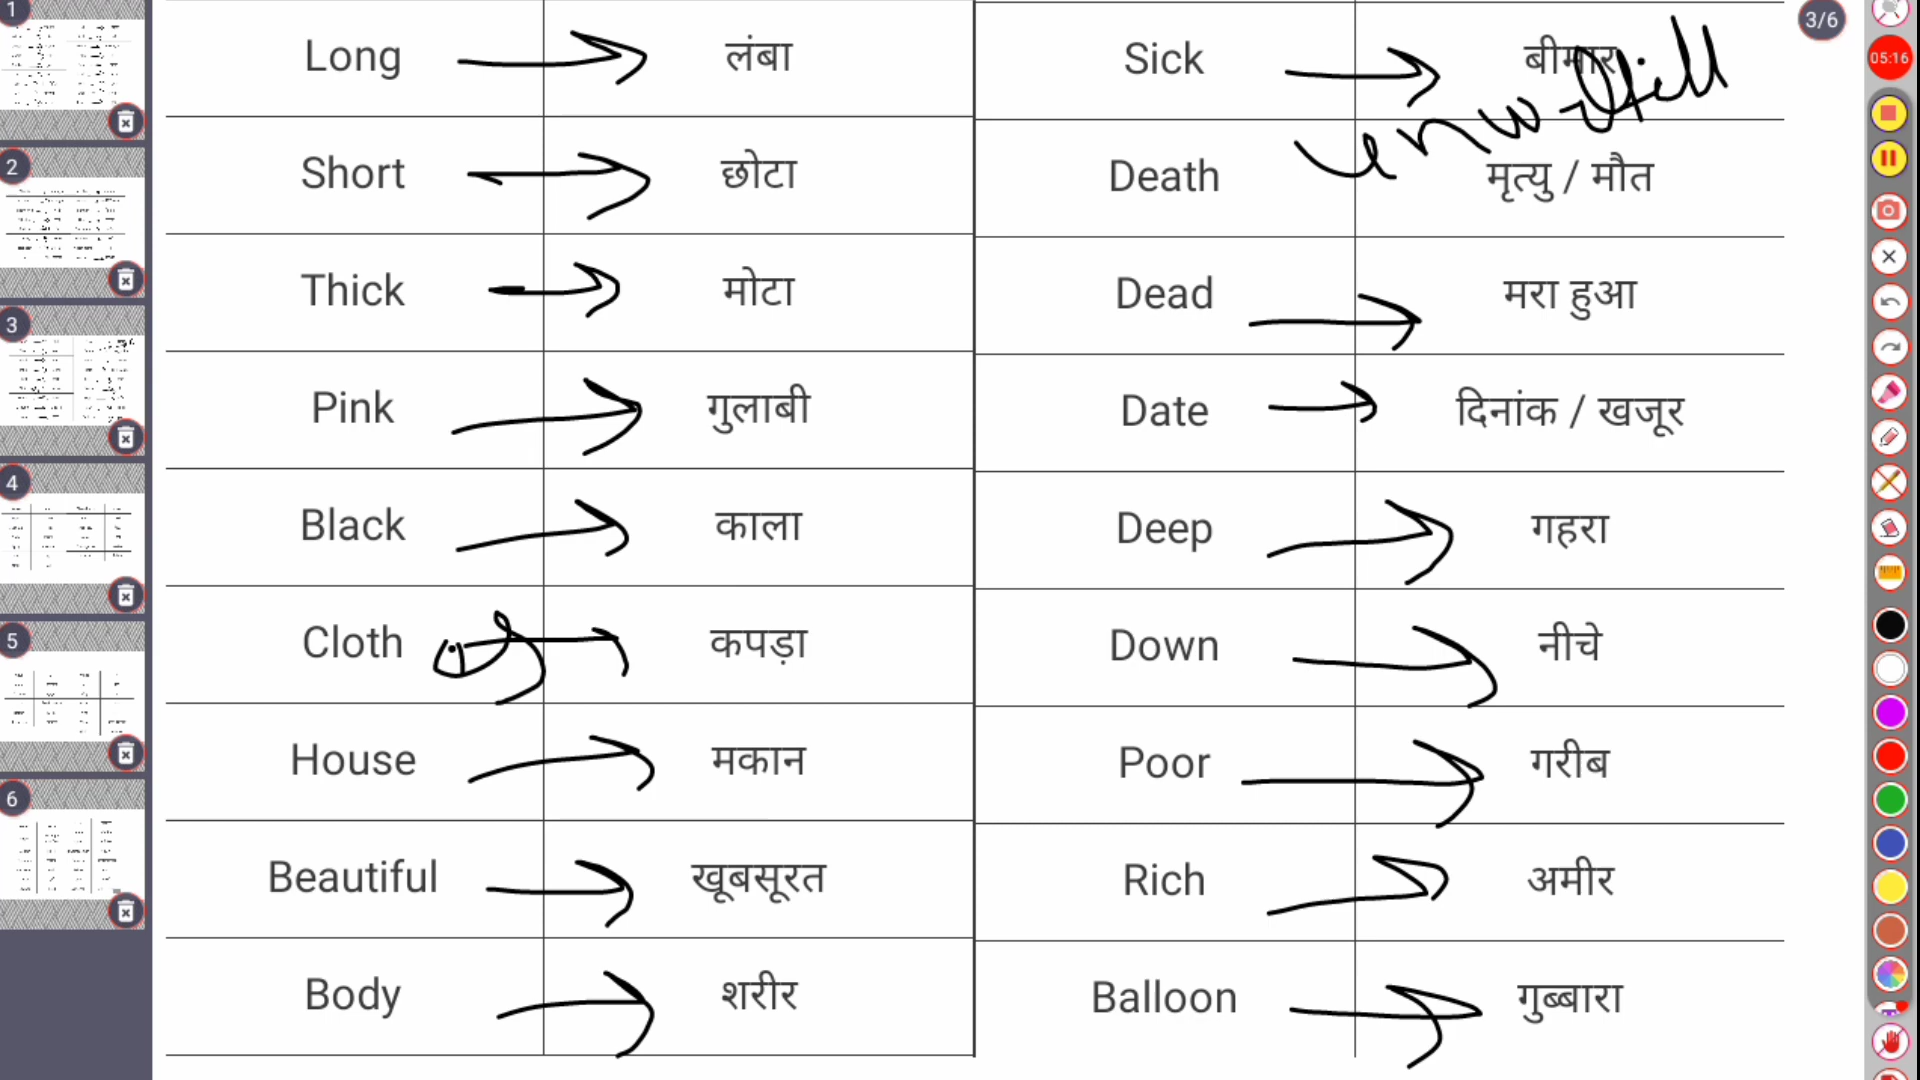 Long लंबा
Short छोटा
Thick मोटा
Pink गुलाबी
Black काला
Cloth कपड़ा
House मकान
Beautiful खूबसूरत
Body शरीर
Sick बीमार
Death मृत्यु / मौत
Dead मरा हुआ
Date दिनांक / खजूर
Deep गहरा
Down नीचे
Poor गरीब
Rich अमीर
Balloon गुब्बारा
1
2
3
4
5
6
3/6
05:16